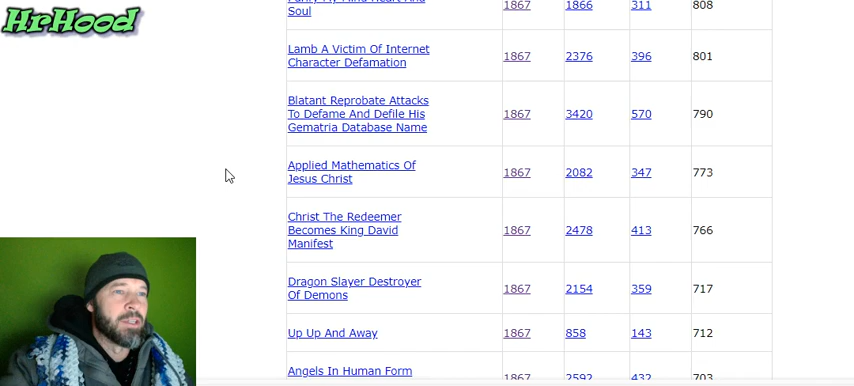 HrHood
Soul 1867 1866 311 808
Lamb A Victim Of Internet
Character Defamation 1867 2376 396 801
Blatant Reprobate Attacks
To Defame And Defile His 1867 3420 570 790
Gematria Database Name
Applied Mathematics Of
Jesus Christ 1867 2082 347 773
Christ The Redeemer
Becomes King David 1867 2478 413 766
Manifest
Dragon Slayer Destroyer
Of Demons 1867 2154 359 717
Up Up And Away 1867 858 143 712
Angels In Human Form
1867 2592 432 703